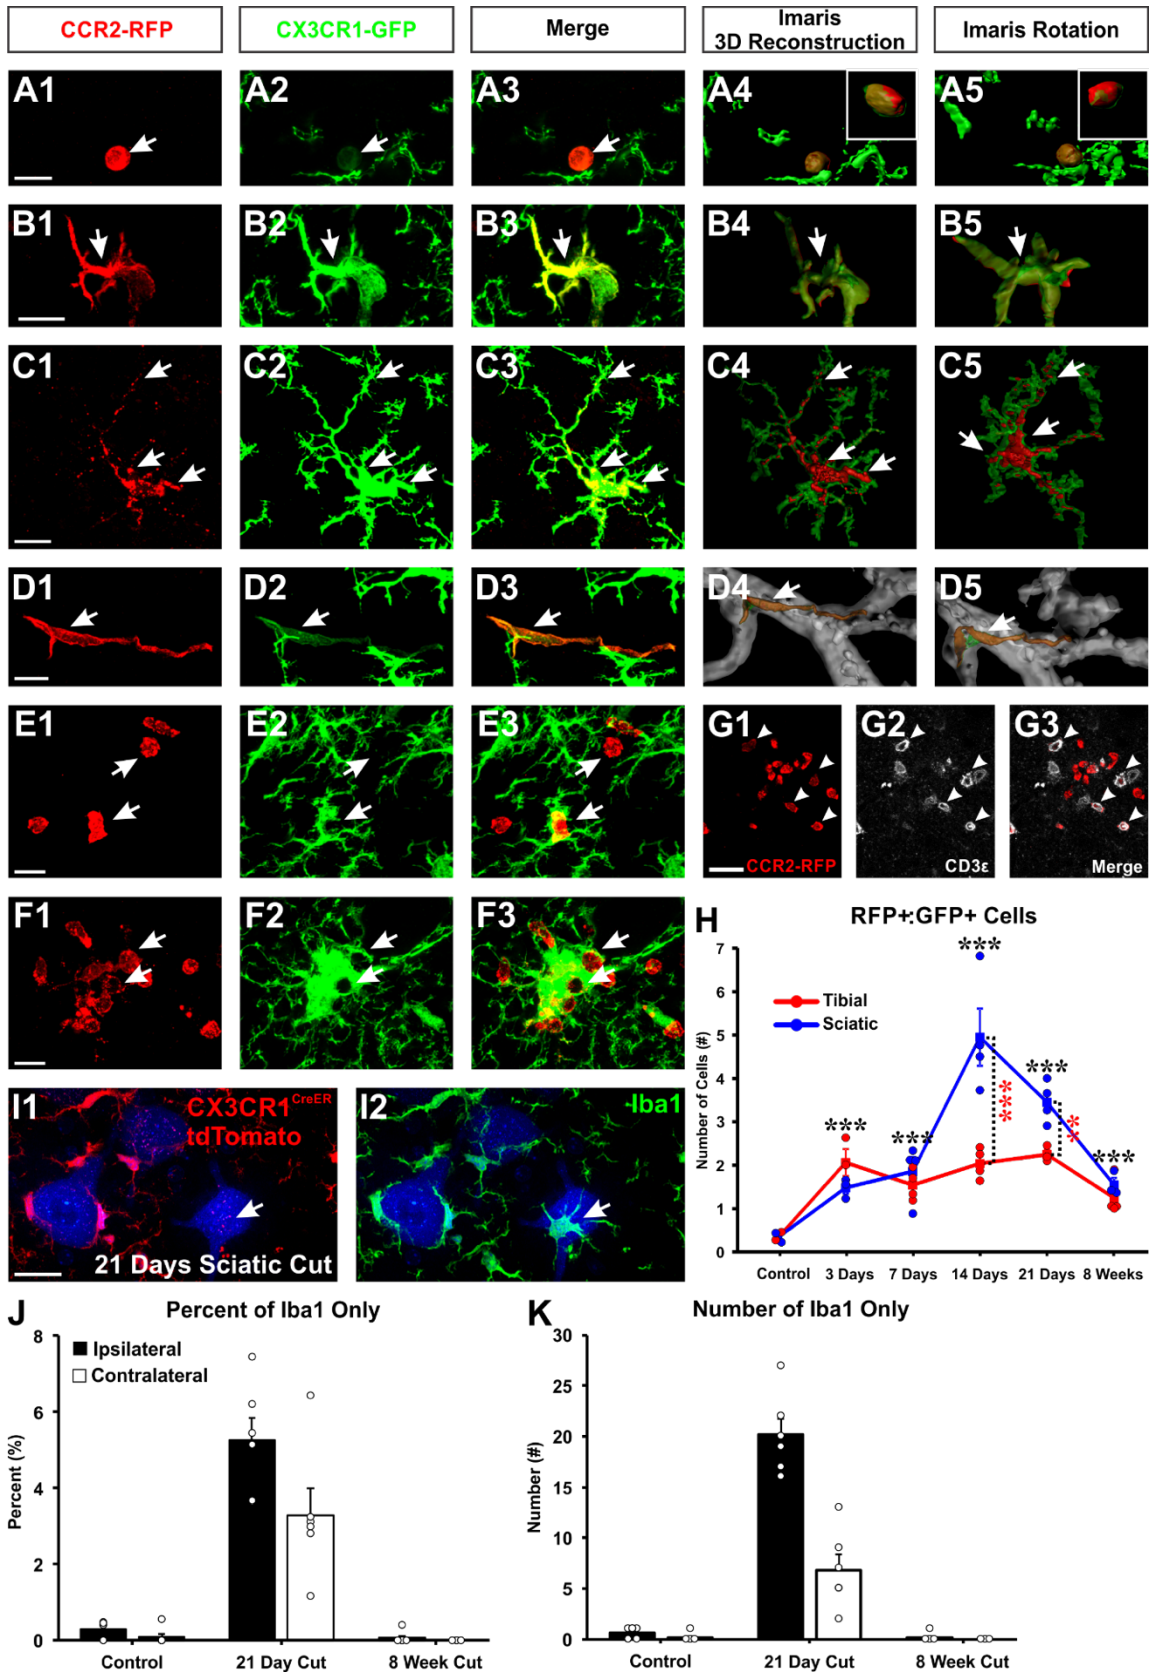 CCR2-RFP
CX3CR1-GFP
Merge
Imaris
3D Reconstruction
Imaris Rotation
A1
A2
A3
A4
A5
B1
B2
B3
B4
B5
C1
C2
C3
C4
C5
D1
D2
D3
D4
D5
E1
E2
E3
G1
G2
G3
CCR2-RFP
CD3ε
Merge
F1
F2
F3
H
RFP+:GFP+ Cells
Number of Cells (#)
7
6
5
4
3
2
1
0
Tibial
Sciatic
***
***
***
***
***
***
**
Control
3 Days
7 Days
14 Days
21 Days
8 Weeks
I1
CX3CR1CreER
tdTomato
21 Days Sciatic Cut
I2
Iba1
J
Percent of Iba1 Only
Percent (%)
8
6
4
2
0
Ipsilateral
Contralateral
Control
21 Day Cut
8 Week Cut
K
Number of Iba1 Only
Number (#)
30
25
20
15
10
5
0
Control
21 Day Cut
8 Week Cut